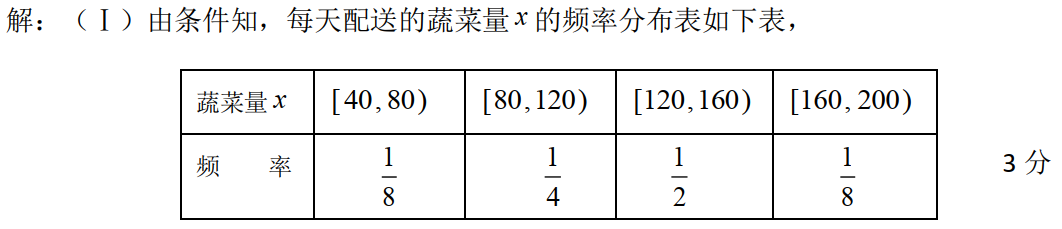 解：（Ⅰ）由条件知，每天配送的蔬菜量 x 的频率分布表如下表，
蔬菜量 x [40,80) [80,120) [120,160) [160, 200)
频 率 1/8 1/4 1/2 1/8 3 分